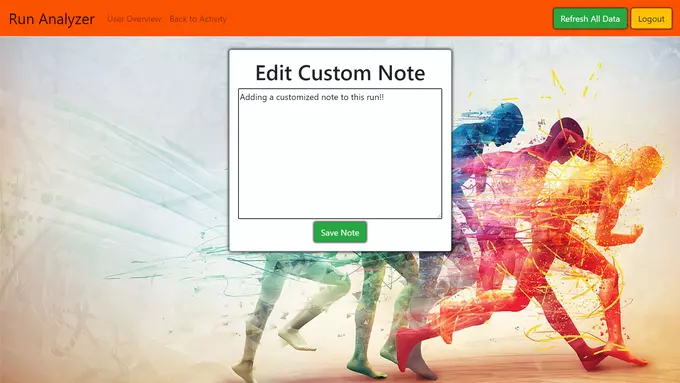 Run Analyzer User Overview Back to Activity Refresh All Data Logout
Edit Custom Note
Adding a customized note to this run!!
Save Note